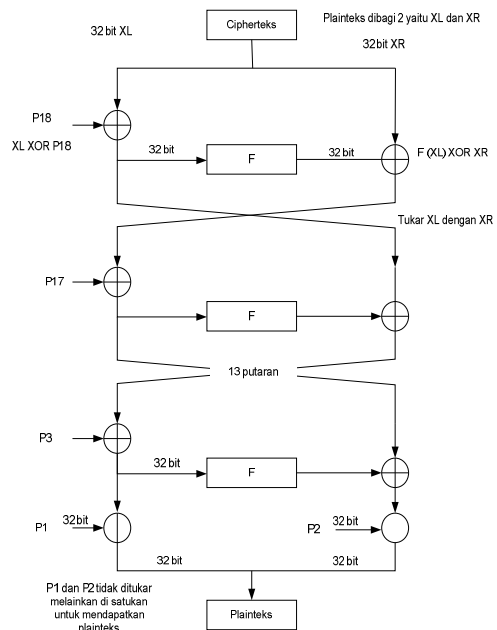 Cipherteks
Plainteks dibagi 2 yaitu XL dan XR
32 bit XL
32 bit XR
P18
XL XOR P18
32 bit
F
32 bit
F (XL) XOR XR
Tukar XL dengan XR
P17
F
13 putaran
P3
32 bit
F
P1
32 bit
P2
32 bit
32 bit
32 bit
P1 dan P2 tidak ditukar
melainkan di satukan
untuk mendapatkan
plainteks
Plainteks